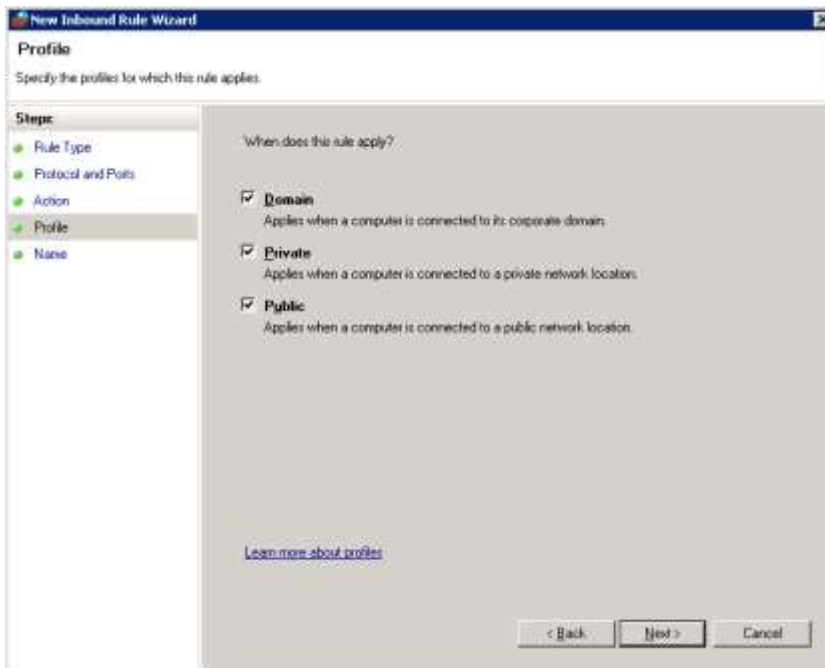 New Inbound Rule Wizard
Profile
Specify the profiles for which this rule applies.
Steps:
Rule Type
Protocol and Ports
Action
Profile
Name
When does this rule apply?
Domain
Applies when a computer is connected to its corporate domain.
Private
Applies when a computer is connected to a private network location.
Public
Applies when a computer is connected to a public network location.
Learn more about profiles
< Back
Next >
Cancel